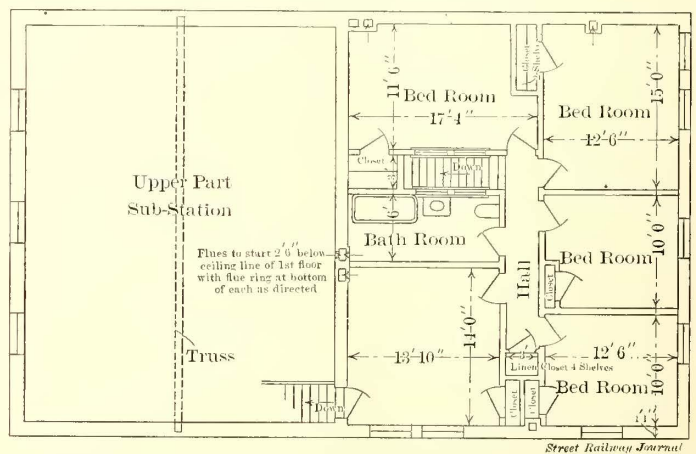 Closet
Shelves
Bed Room
11'6"
17'4"
Bed Room
15'0"
12'6"
Closet
3'
Down
Upper Part
Sub-Station
6'
Bath Room
Flues to start 2'6" below
ceiling line of 1st floor
with flue ring at bottom
of each as directed
Hall
Bed Room
10'0"
Closet
Truss
14'0"
13'10"
3'
Linen Closet 4 Shelves
12'6"
10'0"
Bed Room
Closet
Closet
Down
Street Railway Journal